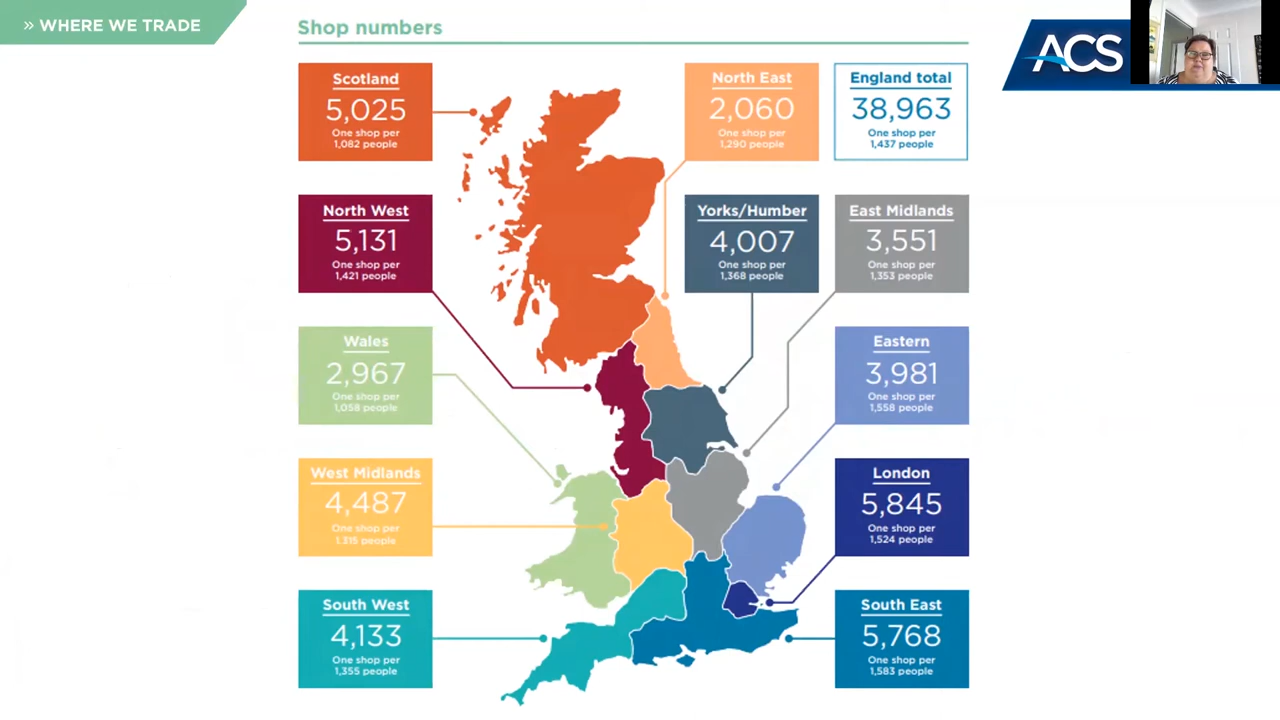 » WHERE WE TRADE
Shop numbers
ACS
Scotland
5,025
One shop per
1,082 people
North East
2,060
One shop per
1,290 people
England total
38,963
One shop per
1,437 people
North West
5,131
One shop per
1,421 people
Yorks/Humber
4,007
One shop per
1,368 people
East Midlands
3,551
One shop per
1,353 people
Wales
2,967
One shop per
1,058 people
Eastern
3,981
One shop per
1,558 people
West Midlands
4,487
One shop per
1,315 people
London
5,845
One shop per
1,524 people
South West
4,133
One shop per
1,355 people
South East
5,768
One shop per
1,583 people